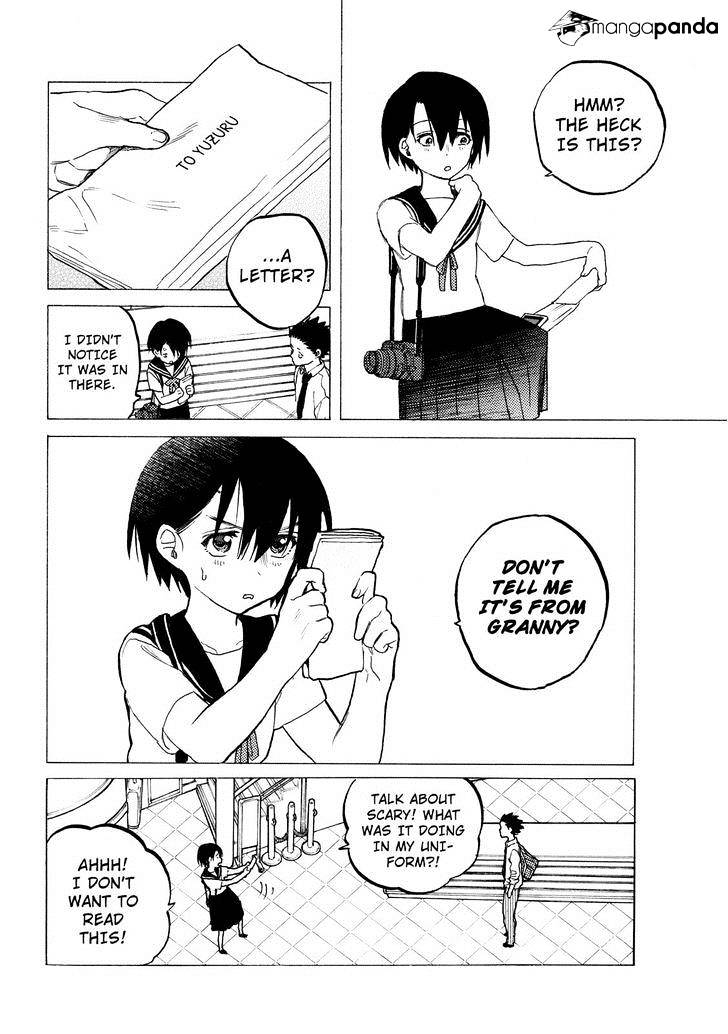 mangapanda
HMM?
THE HECK
IS THIS?
TO YUZURU
...A
LETTER?
I DIDN'T
NOTICE
IT WAS IN
THERE.
DON'T
TELL ME
IT'S FROM
GRANNY?
TALK ABOUT
SCARY! WHAT
WAS IT DOING
IN MY UNI-
FORM?!
AHHH!
I DON'T
WANT TO
READ
THIS!